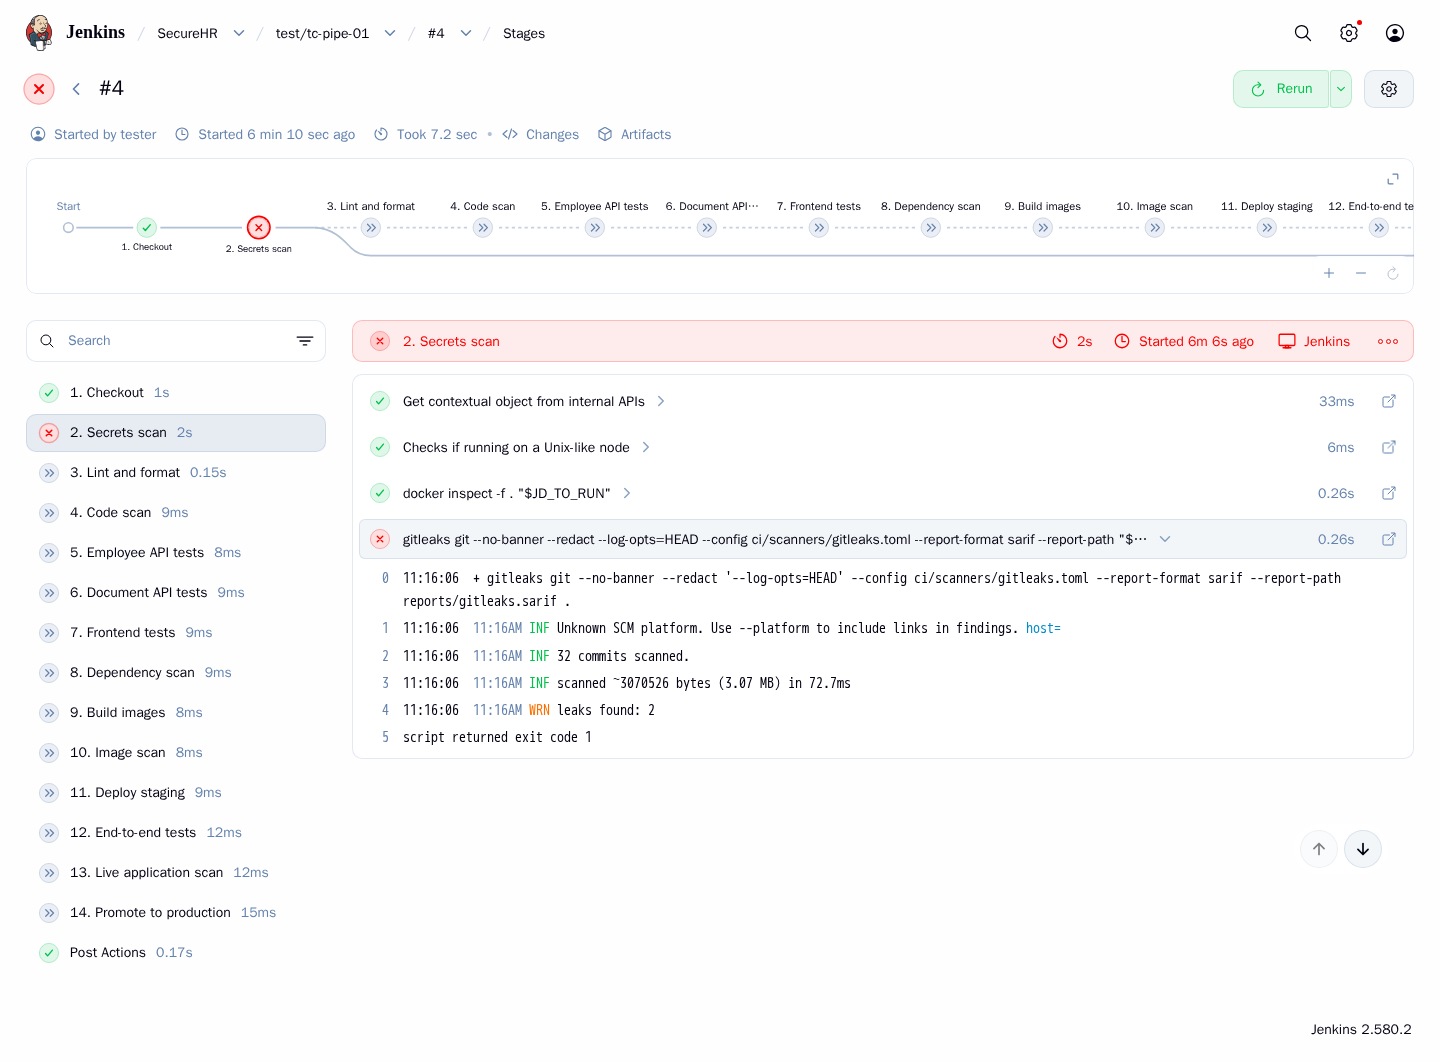 Jenkins / SecureHR / test/tc-pipe-01 / #4 / Stages
#4
Rerun
Started by tester Started 6 min 10 sec ago Took 7.2 sec Changes Artifacts
Start
1. Checkout
2. Secrets scan
3. Lint and format
4. Code scan
5. Employee API tests
6. Document API···
7. Frontend tests
8. Dependency scan
9. Build images
10. Image scan
11. Deploy staging
12. End-to-end te
Search
1. Checkout 1s
2. Secrets scan 2s
3. Lint and format 0.15s
4. Code scan 9ms
5. Employee API tests 8ms
6. Document API tests 9ms
7. Frontend tests 9ms
8. Dependency scan 9ms
9. Build images 8ms
10. Image scan 8ms
11. Deploy staging 9ms
12. End-to-end tests 12ms
13. Live application scan 12ms
14. Promote to production 15ms
Post Actions 0.17s
2. Secrets scan 2s Started 6m 6s ago Jenkins
Get contextual object from internal APIs 33ms
Checks if running on a Unix-like node 6ms
docker inspect -f . "$JD_TO_RUN" 0.26s
gitleaks git --no-banner --redact --log-opts=HEAD --config ci/scanners/gitleaks.toml --report-format sarif --report-path "$··· 0.26s
0 11:16:06 + gitleaks git --no-banner --redact '--log-opts=HEAD' --config ci/scanners/gitleaks.toml --report-format sarif --report-path
reports/gitleaks.sarif .
1 11:16:06 11:16AM INF Unknown SCM platform. Use --platform to include links in findings. host=
2 11:16:06 11:16AM INF 32 commits scanned.
3 11:16:06 11:16AM INF scanned ~3070526 bytes (3.07 MB) in 72.7ms
4 11:16:06 11:16AM WRN leaks found: 2
5 script returned exit code 1
Jenkins 2.580.2